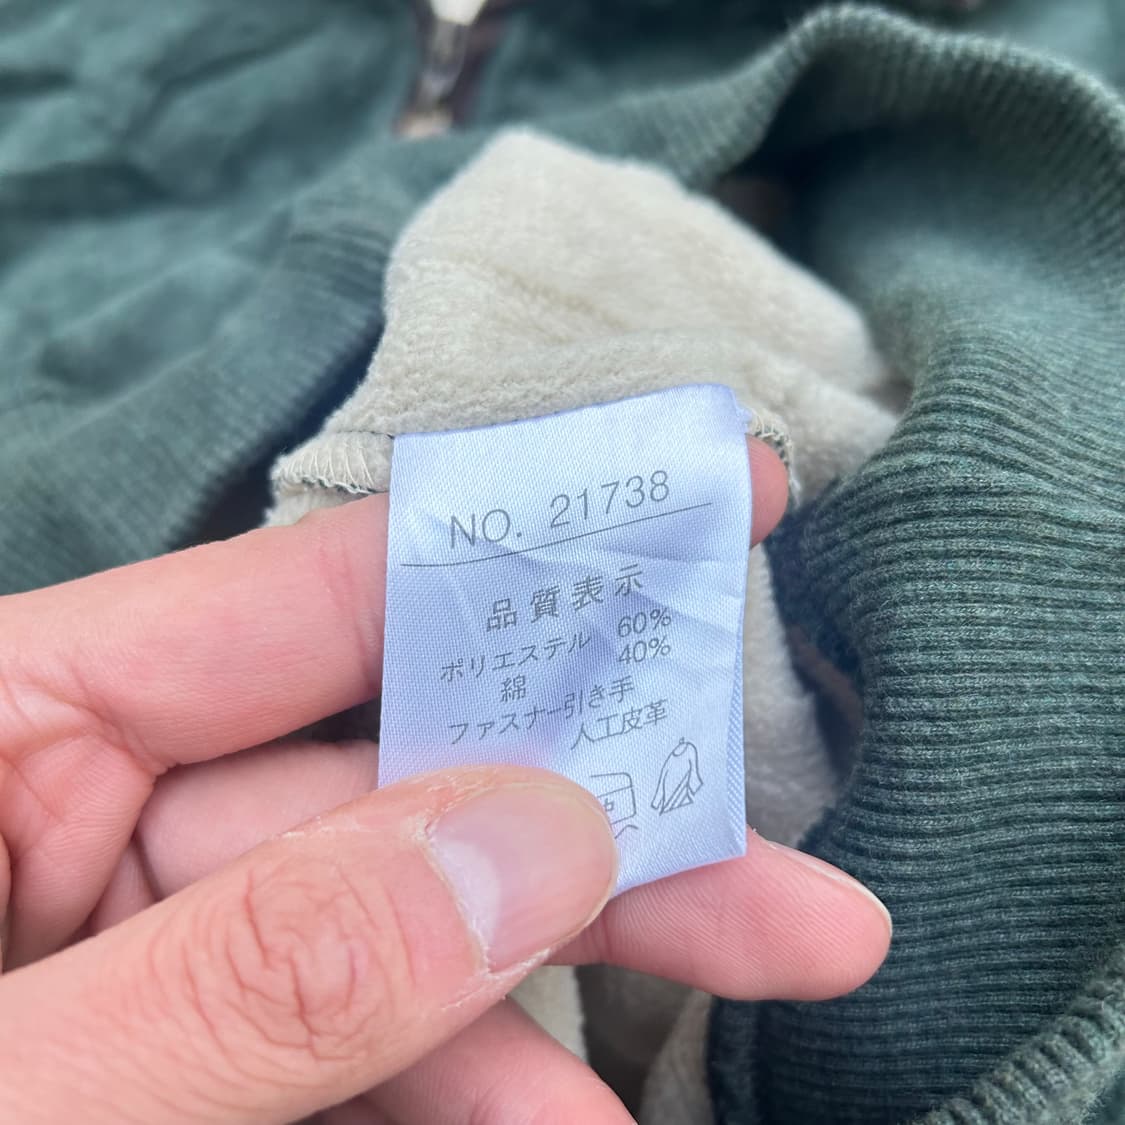 NO. 21738
品質表示
ポリエステル 60%
綿 40%
ファスナー引き手
人工皮革